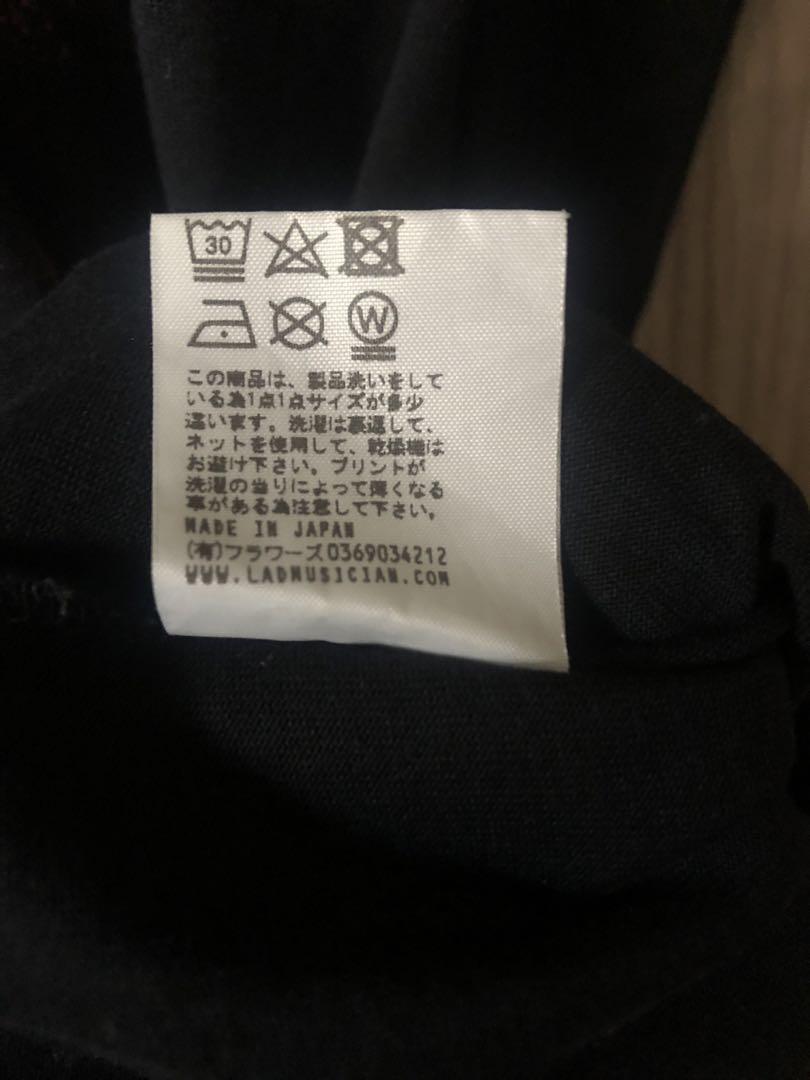 30
W
この商品は、製品洗いをして
いる為1点1点サイズが多少
違います。洗濯は裏返して、
ネットを使用して、乾燥機は
お避け下さい。プリントが
洗濯の当りによって薄くなる
事がある為注意して下さい。
MADE IN JAPAN
(有)フラワーズ0369034212
WWW.LADMUSICIAN.COM